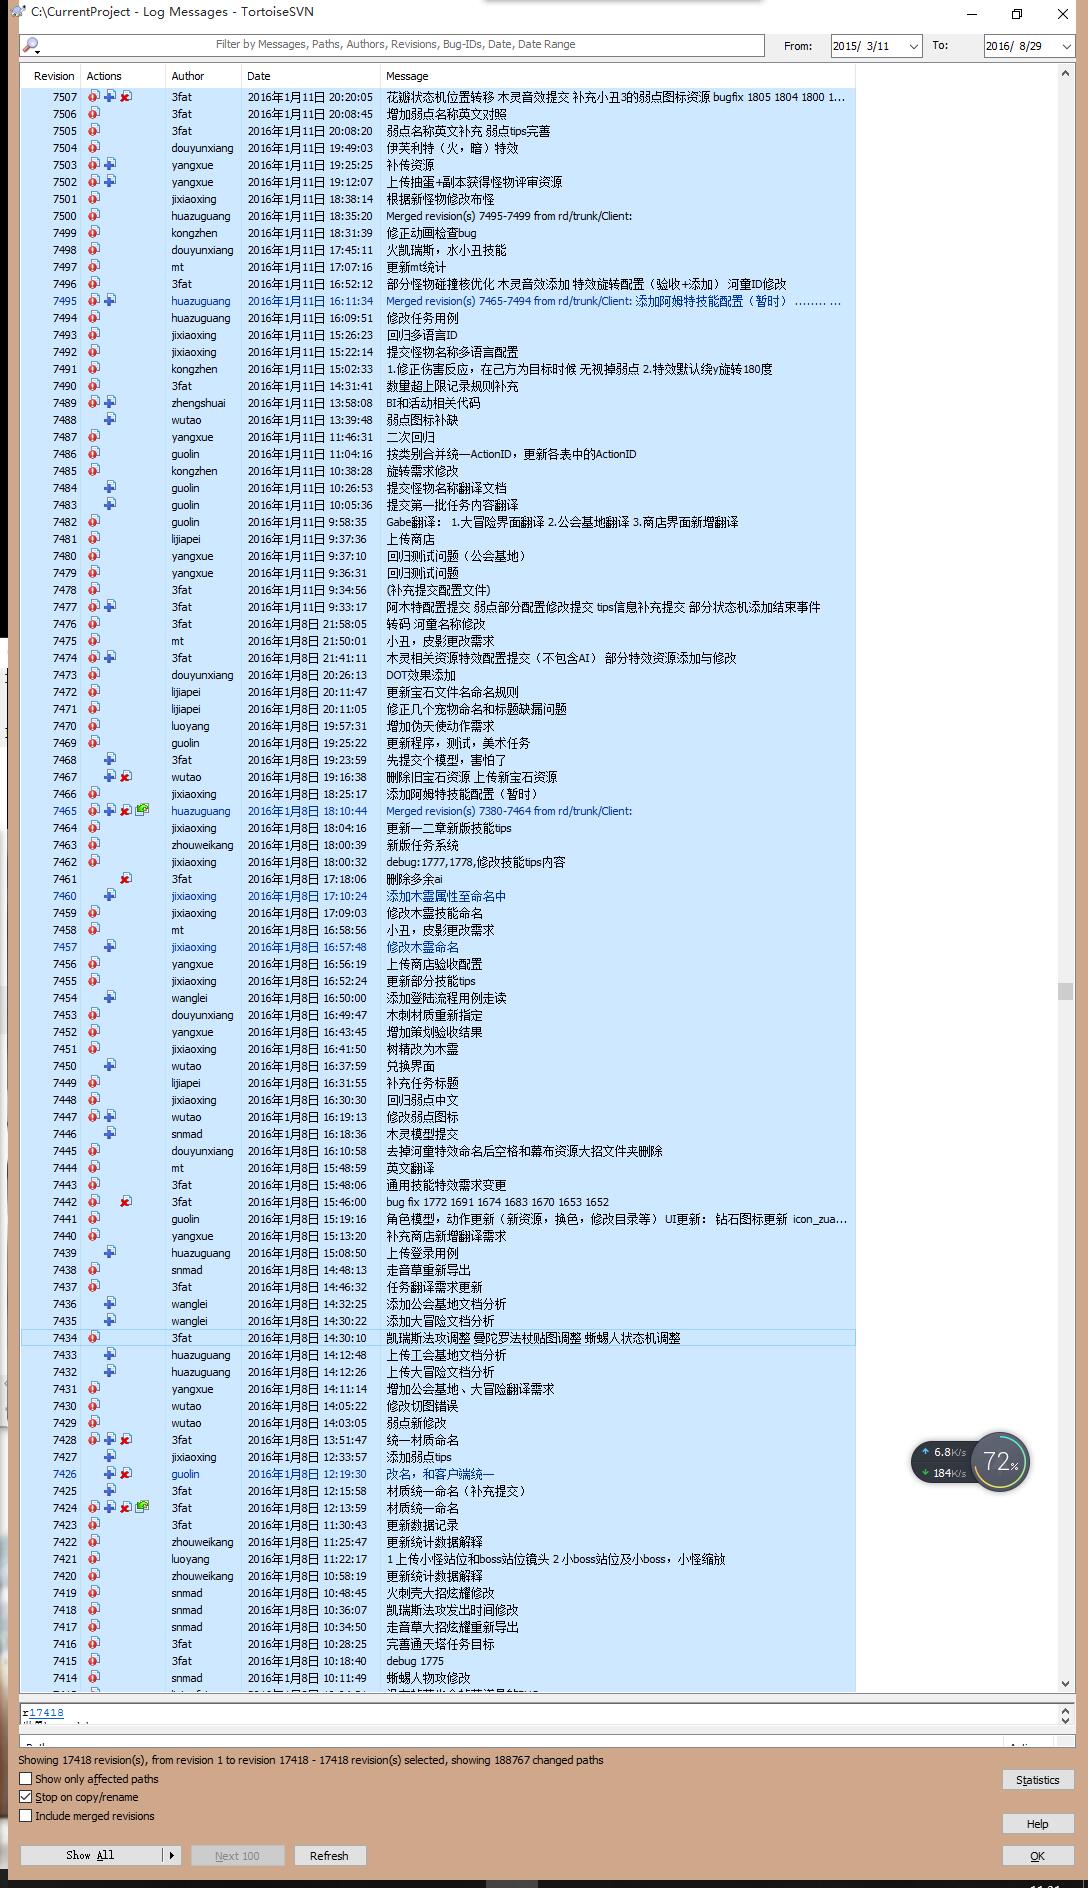 C:\CurrentProject - Log Messages - TortoiseSVN
Filter by Messages, Paths, Authors, Revisions, Bug-IDs, Date, Date Range From: 2015/ 3/11 To: 2016/ 8/29
Revision Actions Author Date Message
7507 3fat 2016年1月11日 20:20:05 花瓣状态机位置转移 木灵音效提交 补充小丑3的弱点图标资源 bugfix 1805 1804 1800 1...
7506 3fat 2016年1月11日 20:08:45 增加弱点名称英文对照
7505 3fat 2016年1月11日 20:08:20 弱点名称英文补充 弱点tips完善
7504 douyunxiang 2016年1月11日 19:49:03 伊芙利特（火，暗）特效
7503 yangxue 2016年1月11日 19:25:25 补传资源
7502 yangxue 2016年1月11日 19:12:07 上传抽蛋+副本获得怪物评审资源
7501 jixiaoxing 2016年1月11日 18:38:14 根据新怪物修改布怪
7500 huazuguang 2016年1月11日 18:35:20 Merged revision(s) 7495-7499 from rd/trunk/Client:
7499 kongzhen 2016年1月11日 18:31:39 修正动画检查bug
7498 douyunxiang 2016年1月11日 17:45:11 火凯瑞斯，水小丑技能
7497 mt 2016年1月11日 17:07:16 更新mt统计
7496 3fat 2016年1月11日 16:52:12 部分怪物碰撞核优化 木灵音效添加 特效旋转配置（验收+添加） 河童ID修改
7495 huazuguang 2016年1月11日 16:11:34 Merged revision(s) 7465-7494 from rd/trunk/Client: 添加阿姆特技能配置（暂时） ........ ...
7494 huazuguang 2016年1月11日 16:09:51 修改任务用例
7493 jixiaoxing 2016年1月11日 15:26:23 回归多语言ID
7492 jixiaoxing 2016年1月11日 15:22:14 提交怪物名称多语言配置
7491 kongzhen 2016年1月11日 15:02:33 1.修正伤害反应，在己方为目标时候 无视掉弱点 2.特效默认绕y旋转180度
7490 3fat 2016年1月11日 14:31:41 数量超上限记录规则补充
7489 zhengshuai 2016年1月11日 13:58:08 BI和活动相关代码
7488 wutao 2016年1月11日 13:39:48 弱点图标补缺
7487 yangxue 2016年1月11日 11:46:31 二次回归
7486 guolin 2016年1月11日 11:04:16 按类别合并统一ActionID，更新各表中的ActionID
7485 kongzhen 2016年1月11日 10:38:28 旋转需求修改
7484 guolin 2016年1月11日 10:26:53 提交怪物名称翻译文档
7483 guolin 2016年1月11日 10:05:36 提交第一批任务内容翻译
7482 guolin 2016年1月11日 9:58:35 Gabe翻译： 1.大冒险界面翻译 2.公会基地翻译 3.商店界面新增翻译
7481 lijiapei 2016年1月11日 9:37:36 上传商店
7480 yangxue 2016年1月11日 9:37:10 回归测试问题（公会基地）
7479 yangxue 2016年1月11日 9:36:31 回归测试问题
7478 3fat 2016年1月11日 9:34:56 (补充提交配置文件)
7477 3fat 2016年1月11日 9:33:17 阿木特配置提交 弱点部分配置修改提交 tips信息补充提交 部分状态机添加结束事件
7476 3fat 2016年1月8日 21:58:05 转码 河童名称修改
7475 mt 2016年1月8日 21:50:01 小丑，皮影更改需求
7474 3fat 2016年1月8日 21:41:11 木灵相关资源特效配置提交（不包含AI） 部分特效资源添加与修改
7473 douyunxiang 2016年1月8日 20:26:13 DOT效果添加
7472 lijiapei 2016年1月8日 20:11:47 更新宝石文件名命名规则
7471 lijiapei 2016年1月8日 20:11:05 修正几个宠物命名和标题缺漏问题
7470 luoyang 2016年1月8日 19:57:31 增加伪天使动作需求
7469 guolin 2016年1月8日 19:25:22 更新程序，测试，美术任务
7468 3fat 2016年1月8日 19:23:59 先提交个模型，害怕了
7467 wutao 2016年1月8日 19:16:38 删除旧宝石资源 上传新宝石资源
7466 jixiaoxing 2016年1月8日 18:25:17 添加阿姆特技能配置（暂时）
7465 huazuguang 2016年1月8日 18:10:44 Merged revision(s) 7380-7464 from rd/trunk/Client:
7464 jixiaoxing 2016年1月8日 18:04:16 更新一二章新版技能tips
7463 zhouweikang 2016年1月8日 18:00:39 新版任务系统
7462 jixiaoxing 2016年1月8日 18:00:32 debug:1777,1778,修改技能tips内容
7461 3fat 2016年1月8日 17:18:06 删除多余ai
7460 jixiaoxing 2016年1月8日 17:10:24 添加木靈属性至命名中
7459 jixiaoxing 2016年1月8日 17:09:03 修改木靈技能命名
7458 mt 2016年1月8日 16:58:56 小丑，皮影更改需求
7457 jixiaoxing 2016年1月8日 16:57:48 修改木靈命名
7456 yangxue 2016年1月8日 16:56:19 上传商店验收配置
7455 jixiaoxing 2016年1月8日 16:52:24 更新部分技能tips
7454 wanglei 2016年1月8日 16:50:00 添加登陆流程用例走读
7453 douyunxiang 2016年1月8日 16:49:47 木刺材质重新指定
7452 yangxue 2016年1月8日 16:43:45 增加策划验收结果
7451 jixiaoxing 2016年1月8日 16:41:50 树精改为木靈
7450 wutao 2016年1月8日 16:37:59 兑换界面
7449 lijiapei 2016年1月8日 16:31:55 补充任务标题
7448 jixiaoxing 2016年1月8日 16:30:30 回归弱点中文
7447 wutao 2016年1月8日 16:19:13 修改弱点图标
7446 snmad 2016年1月8日 16:18:36 木灵模型提交
7445 douyunxiang 2016年1月8日 16:10:58 去掉河童特效命名后空格和幕布资源大招文件夹删除
7444 mt 2016年1月8日 15:48:59 英文翻译
7443 3fat 2016年1月8日 15:48:06 通用技能特效需求变更
7442 3fat 2016年1月8日 15:46:00 bug fix 1772 1691 1674 1683 1670 1653 1652
7441 guolin 2016年1月8日 15:19:16 角色模型，动作更新（新资源，换色，修改目录等） UI更新： 钻石图标更新 icon_zua...
7440 yangxue 2016年1月8日 15:13:20 补充商店新增翻译需求
7439 huazuguang 2016年1月8日 15:08:50 上传登录用例
7438 snmad 2016年1月8日 14:48:13 走音草重新导出
7437 3fat 2016年1月8日 14:46:32 任务翻译需求更新
7436 wanglei 2016年1月8日 14:32:25 添加公会基地文档分析
7435 wanglei 2016年1月8日 14:30:22 添加大冒险文档分析
7434 3fat 2016年1月8日 14:30:10 凯瑞斯法攻调整 曼陀罗法杖贴图调整 蜥蜴人状态机调整
7433 huazuguang 2016年1月8日 14:12:48 上传工会基地文档分析
7432 huazuguang 2016年1月8日 14:12:26 上传大冒险文档分析
7431 yangxue 2016年1月8日 14:11:14 增加公会基地、大冒险翻译需求
7430 wutao 2016年1月8日 14:05:22 修改切图错误
7429 wutao 2016年1月8日 14:03:05 弱点新修改
7428 3fat 2016年1月8日 13:51:47 统一材质命名
7427 jixiaoxing 2016年1月8日 12:33:57 添加弱点tips
7426 guolin 2016年1月8日 12:19:30 改名，和客户端统一
7425 3fat 2016年1月8日 12:15:58 材质统一命名（补充提交）
7424 3fat 2016年1月8日 12:13:59 材质统一命名
7423 3fat 2016年1月8日 11:30:43 更新数据记录
7422 zhouweikang 2016年1月8日 11:25:47 更新统计数据解释
7421 luoyang 2016年1月8日 11:22:17 1 上传小怪站位和boss站位镜头 2 小boss站位及小boss，小怪缩放
7420 zhouweikang 2016年1月8日 10:58:19 更新统计数据解释
7419 snmad 2016年1月8日 10:48:45 火刺壳大招炫耀修改
7418 snmad 2016年1月8日 10:36:07 凯瑞斯法攻发出时间修改
7417 snmad 2016年1月8日 10:34:50 走音草大招炫耀重新导出
7416 3fat 2016年1月8日 10:28:25 完善通天塔任务目标
7415 3fat 2016年1月8日 10:18:40 debug 1775
7414 snmad 2016年1月8日 10:11:49 蜥蜴人物攻修改
r17418
Showing 17418 revision(s), from revision 1 to revision 17418 - 17418 revision(s) selected, showing 188767 changed paths
Show only affected paths
Stop on copy/rename
Include merged revisions
Statistics
Help
Show All Next 100 Refresh OK
6.8K/s
184K/s
72%